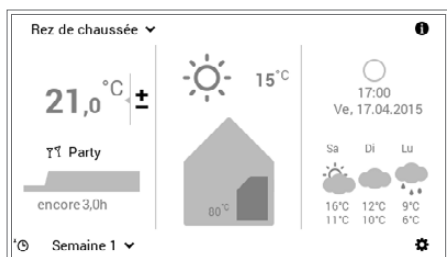 Rez de chaussée
21,0 °C ±
Party
encore 3,0h
Semaine 1
15°C
80°C
17:00
Ve, 17.04.2015
Sa Di Lu
16°C 12°C 9°C
11°C 10°C 6°C